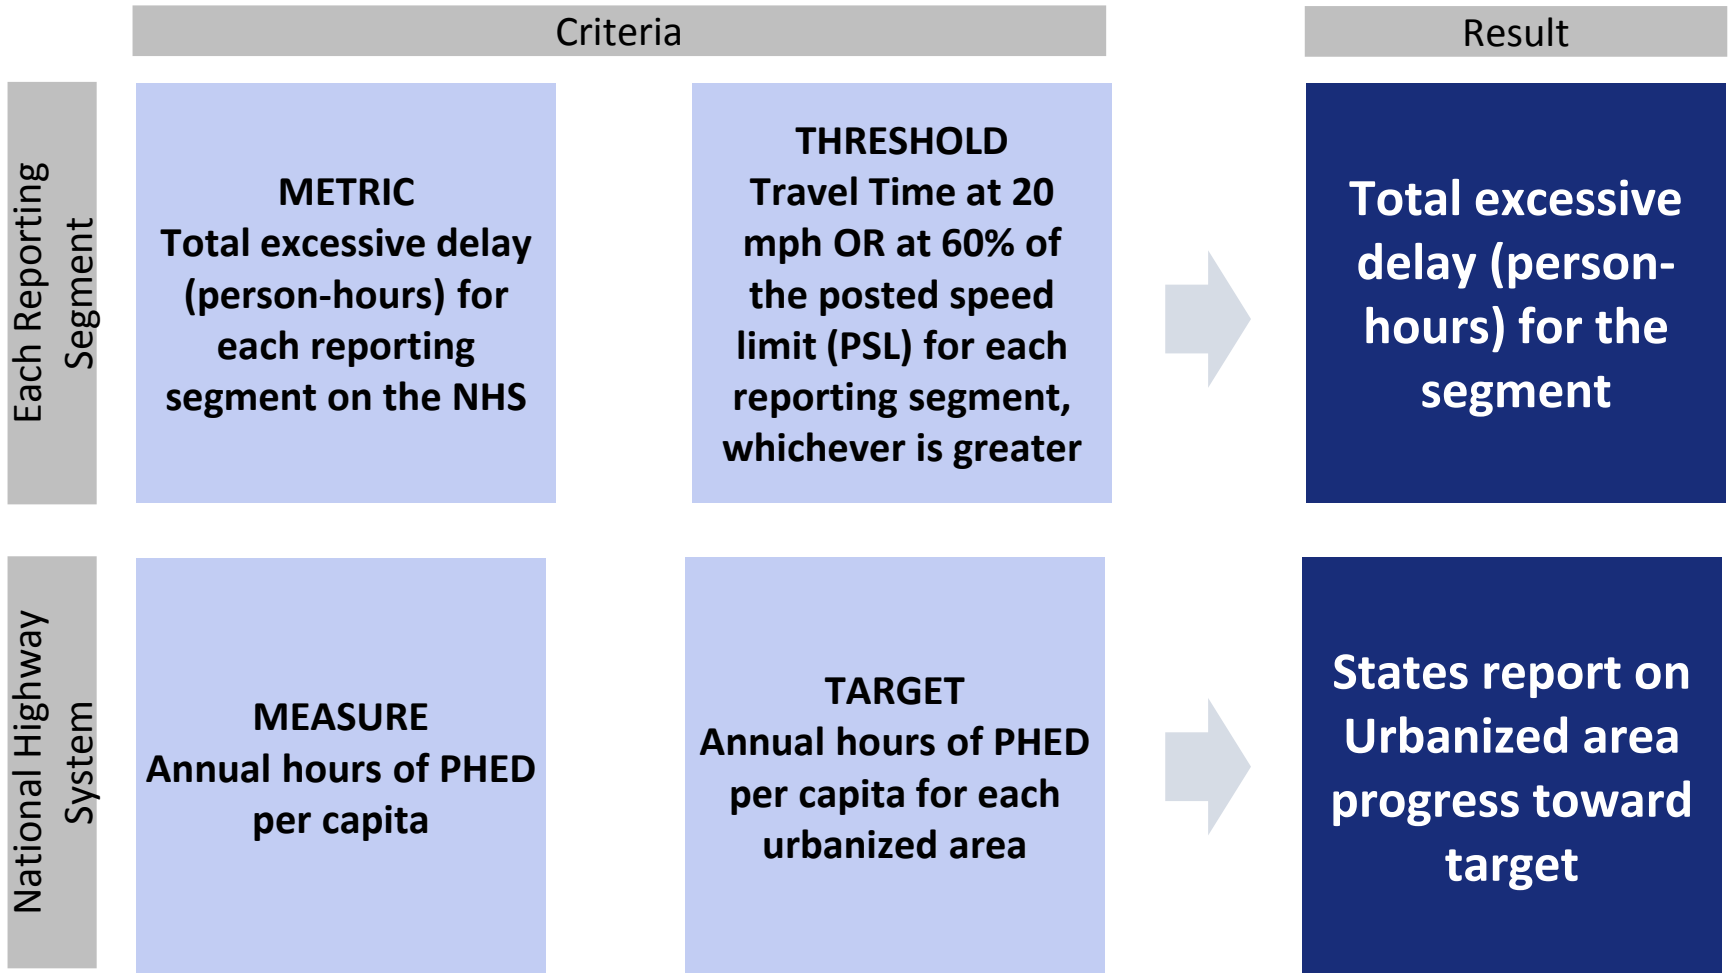 Criteria
Result
Each Reporting
Segment
METRIC
Total excessive delay
(person-hours) for
each reporting
segment on the NHS
THRESHOLD
Travel Time at 20
mph OR at 60% of
the posted speed
limit (PSL) for each
reporting segment,
whichever is greater
Total excessive
delay (person-
hours) for the
segment
National Highway
System
MEASURE
Annual hours of PHED
per capita
TARGET
Annual hours of PHED
per capita for each
urbanized area
States report on
Urbanized area
progress toward
target